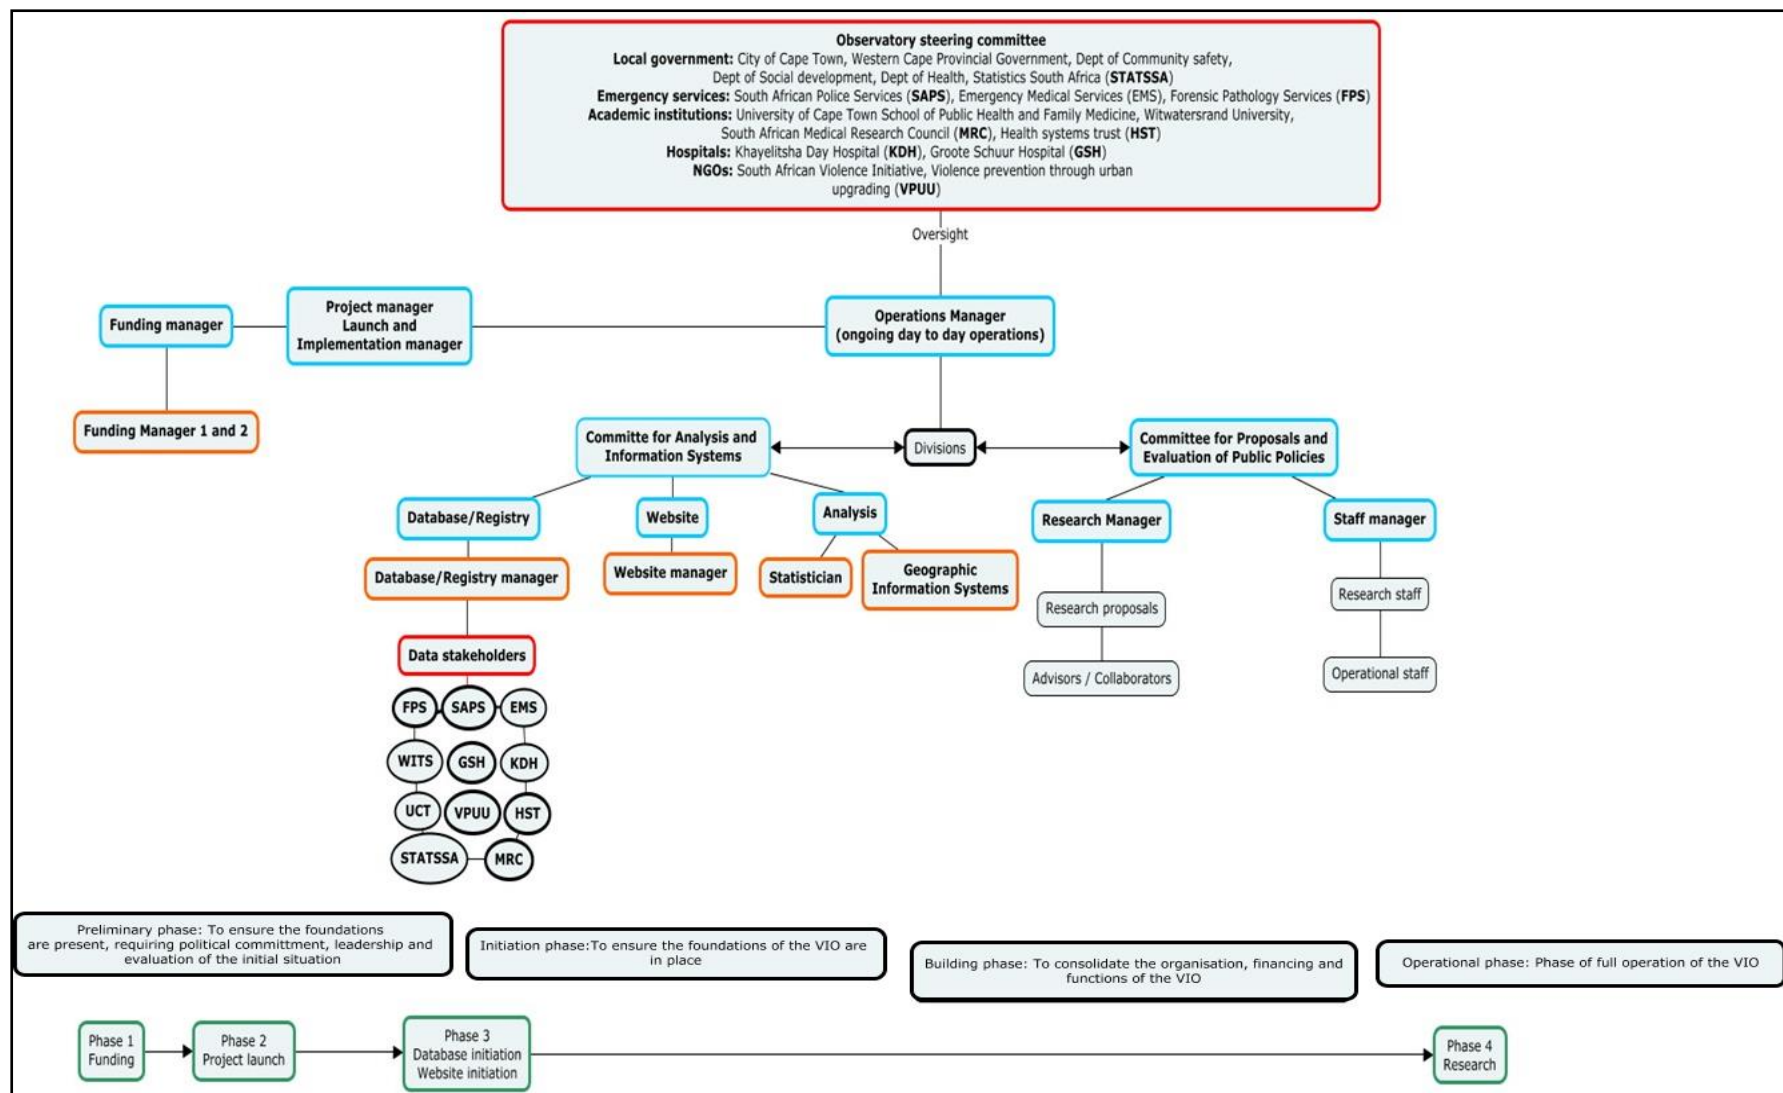 Observatory steering committee
Local government: City of Cape Town, Western Cape Provincial Government, Dept of Community safety,
Dept of Social development, Dept of Health, Statistics South Africa (STATSSA)
Emergency services: South African Police Services (SAPS), Emergency Medical Services (EMS), Forensic Pathology Services (FPS)
Academic institutions: University of Cape Town School of Public Health and Family Medicine, Witwatersrand University,
South African Medical Research Council (MRC), Health systems trust (HST)
Hospitals: Khayelitsha Day Hospital (KDH), Groote Schuur Hospital (GSH)
NGOs: South African Violence Initiative, Violence prevention through urban
upgrading (VPUU)
Oversight
Funding manager
Project manager
Launch and
Implementation manager
Operations Manager
(ongoing day to day operations)
Funding Manager 1 and 2
Committe for Analysis and
Information Systems
Divisions
Committee for Proposals and
Evaluation of Public Policies
Database/Registry
Website
Analysis
Research Manager
Staff manager
Database/Registry manager
Website manager
Statistician
Geographic
Information Systems
Research proposals
Research staff
Data stakeholders
Advisors / Collaborators
Operational staff
FPS
SAPS
EMS
WITS
GSH
KDH
UCT
VPUU
HST
STATSSA
MRC
Preliminary phase: To ensure the foundations
are present, requiring political committment, leadership and
evaluation of the initial situation
Initiation phase:To ensure the foundations of the VIO are
in place
Building phase: To consolidate the organisation, financing and
functions of the VIO
Operational phase: Phase of full operation of the VIO
Phase 1
Funding
Phase 2
Project launch
Phase 3
Database initiation
Website initiation
Phase 4
Research